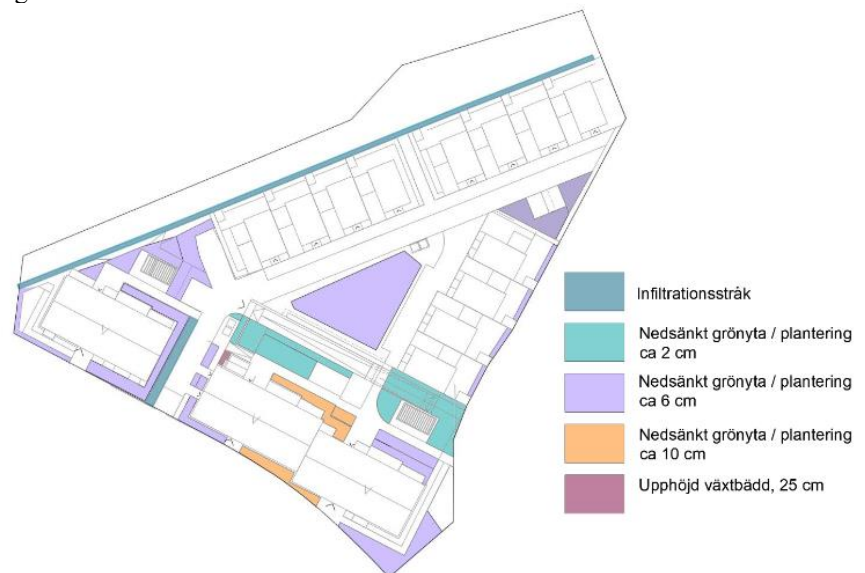 Infiltrationsstråk
Nedsänkt grönyta / plantering
ca 2 cm
Nedsänkt grönyta / plantering
ca 6 cm
Nedsänkt grönyta / plantering
ca 10 cm
Upphöjd växtbädd, 25 cm